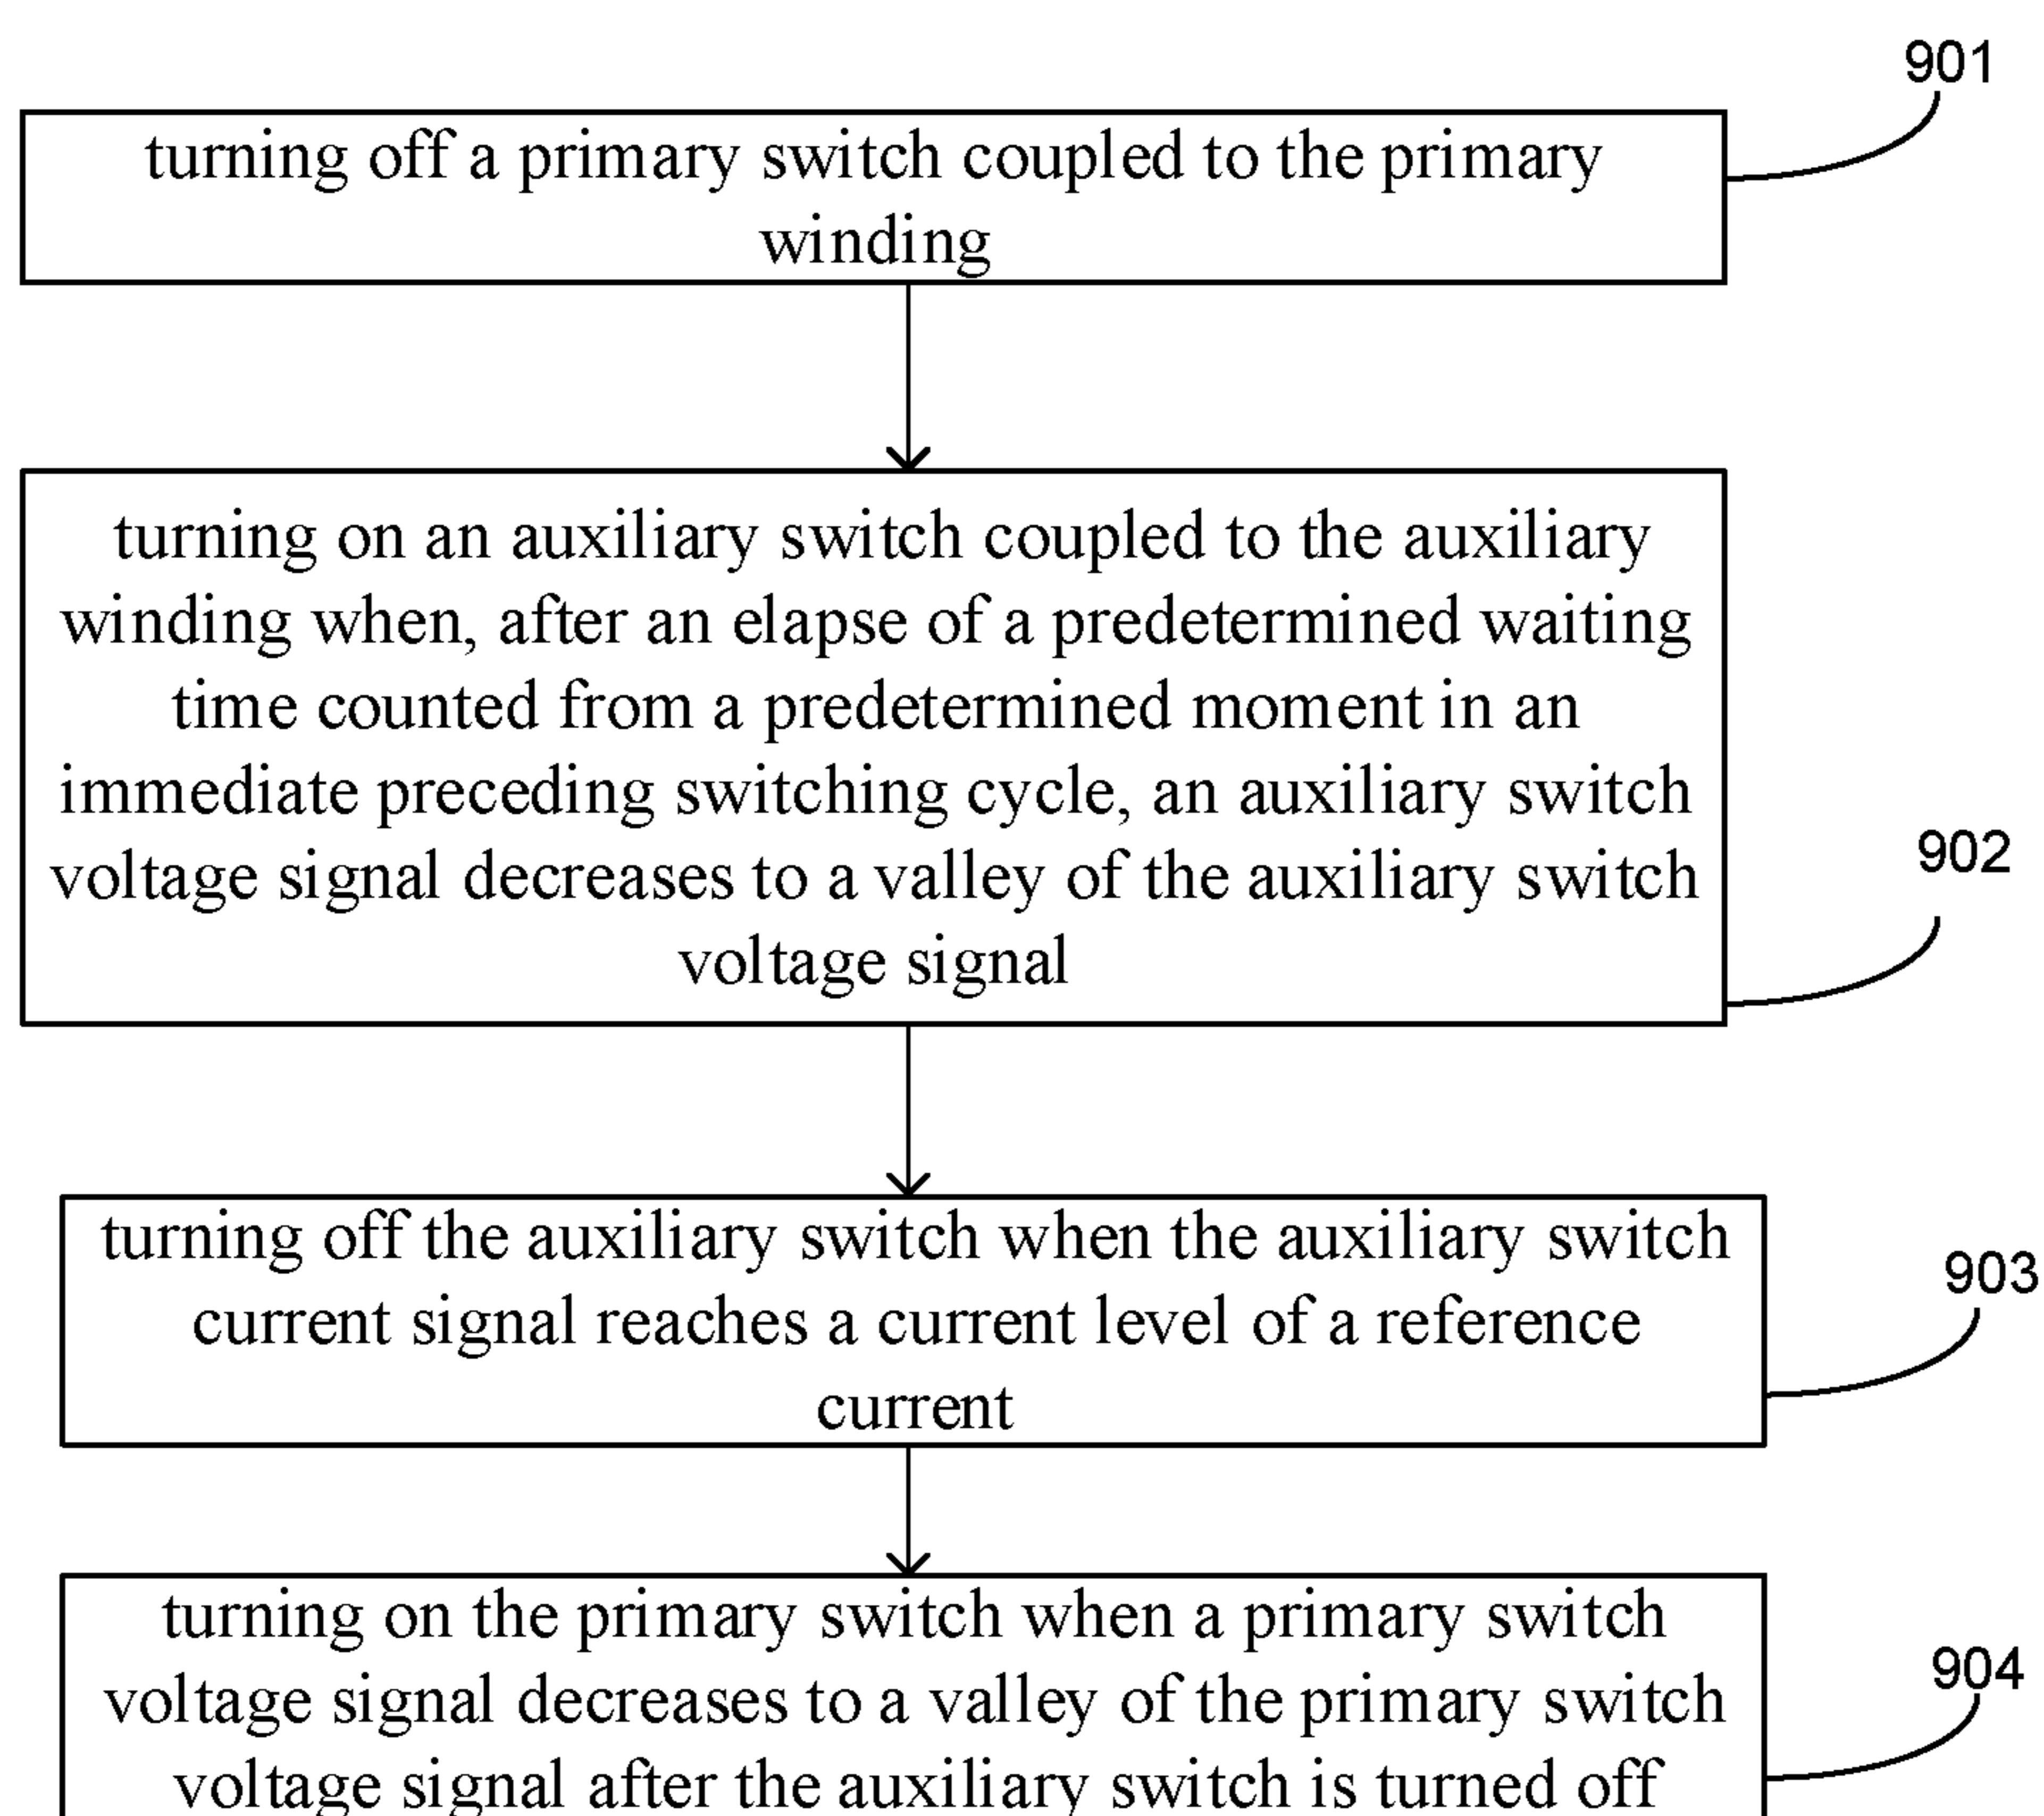 901
turning off a primary switch coupled to the primary
winding
turning on an auxiliary switch coupled to the auxiliary
winding when, after an elapse of a predetermined waiting
time counted from a predetermined moment in an
immediate preceding switching cycle, an auxiliary switch
voltage signal decreases to a valley of the auxiliary switch
voltage signal
902
turning off the auxiliary switch when the auxiliary switch
current signal reaches a current level of a reference
current
903
turning on the primary switch when a primary switch
voltage signal decreases to a valley of the primary switch
voltage signal after the auxiliary switch is turned off
904